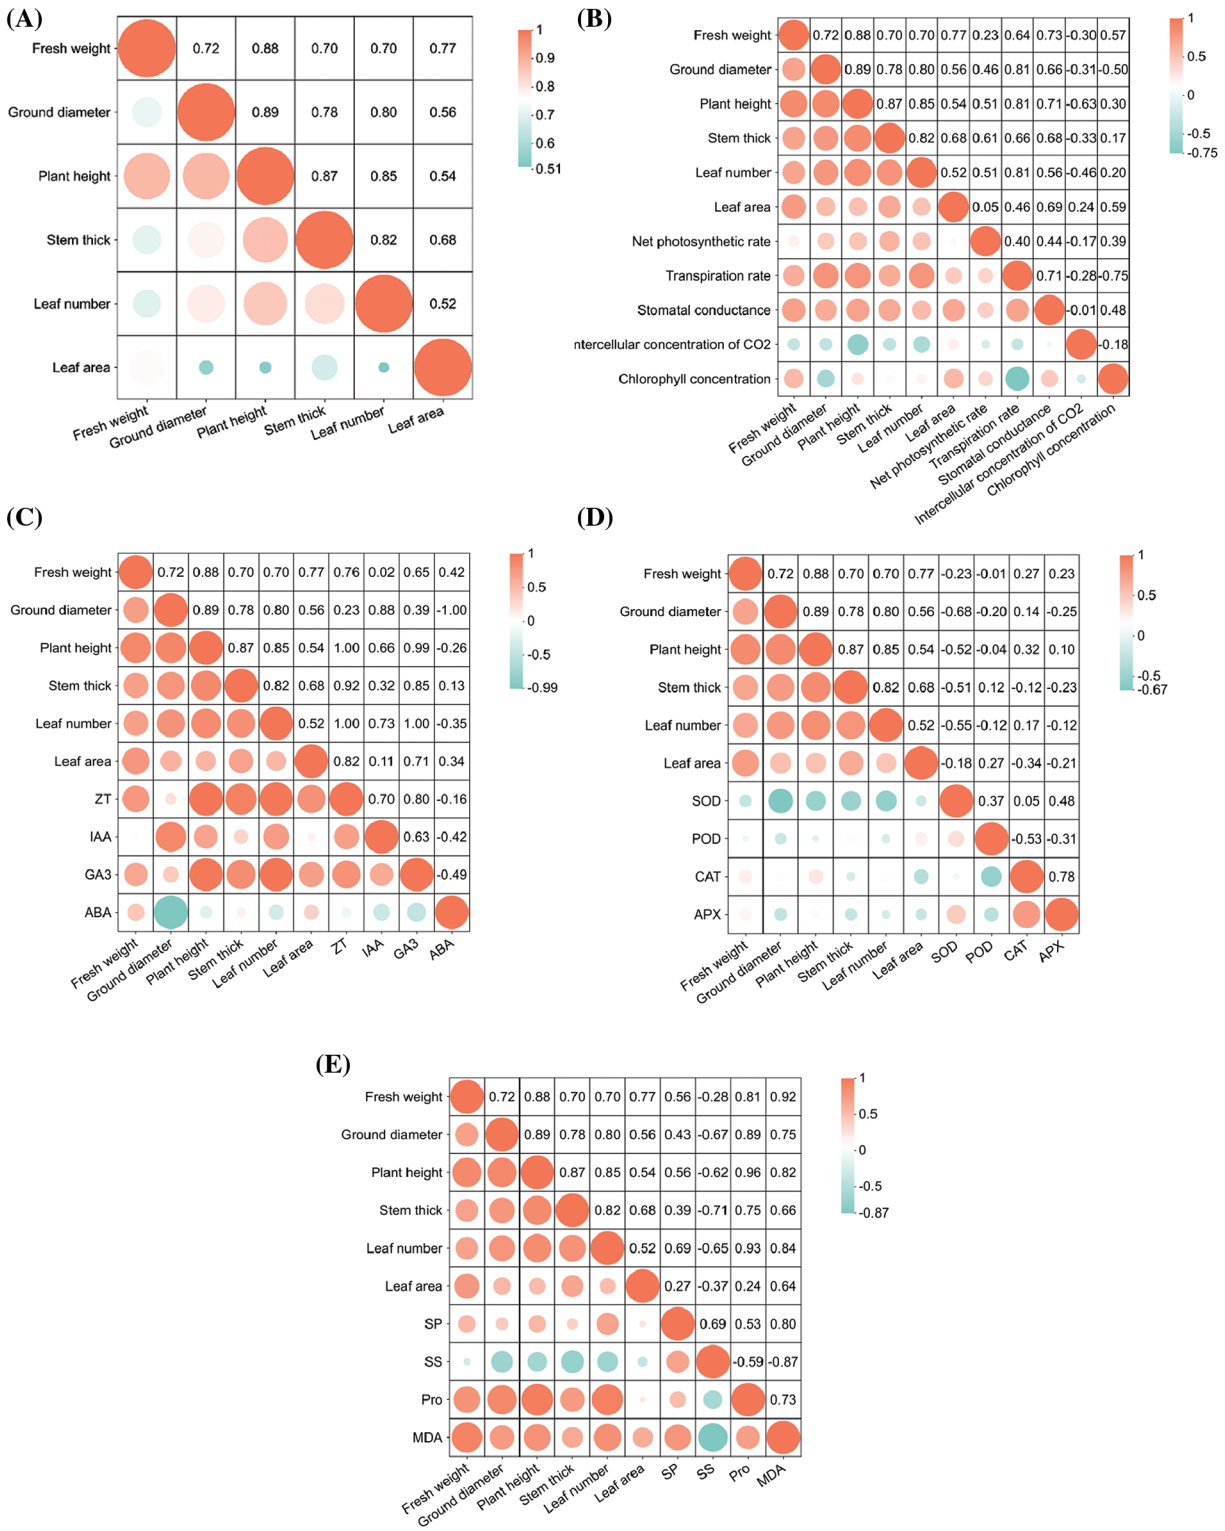 (A)
Fresh weight 0.72 0.88 0.70 0.70 0.77
Ground diameter 0.89 0.78 0.80 0.56
Plant height 0.87 0.85 0.54
Stem thick 0.82 0.68
Leaf number 0.52
Leaf area
Fresh weight Ground diameter Plant height Stem thick Leaf number Leaf area
1
0.9
0.8
0.7
0.6
0.51
(B)
Fresh weight 0.72 0.88 0.70 0.70 0.77 0.23 0.64 0.73 -0.30 0.57
Ground diameter 0.89 0.78 0.80 0.56 0.46 0.81 0.66 -0.31 -0.50
Plant height 0.87 0.85 0.54 0.51 0.81 0.71 -0.63 0.30
Stem thick 0.82 0.68 0.61 0.66 0.68 -0.33 0.17
Leaf number 0.52 0.51 0.81 0.56 -0.46 0.20
Leaf area 0.05 0.46 0.69 0.24 0.59
Net photosynthetic rate 0.40 0.44 -0.17 0.39
Transpiration rate 0.71 -0.28 -0.75
Stomatal conductance -0.01 0.48
ntercellular concentration of CO2 -0.18
Chlorophyll concentration
Fresh weight Ground diameter Plant height Stem thick Leaf number Leaf area Net photosynthetic rate Transpiration rate Stomatal conductance Intercellular concentration of CO2 Chlorophyll concentration
1
0.5
0
-0.5
-0.75
(C)
Fresh weight 0.72 0.88 0.70 0.70 0.77 0.76 0.02 0.65 0.42
Ground diameter 0.89 0.78 0.80 0.56 0.23 0.88 0.39 -1.00
Plant height 0.87 0.85 0.54 1.00 0.66 0.99 -0.26
Stem thick 0.82 0.68 0.92 0.32 0.85 0.13
Leaf number 0.52 1.00 0.73 1.00 -0.35
Leaf area 0.82 0.11 0.71 0.34
ZT 0.70 0.80 -0.16
IAA 0.63 -0.42
GA3 -0.49
ABA
Fresh weight Ground diameter Plant height Stem thick Leaf number Leaf area ZT IAA GA3 ABA
1
0.5
0
-0.5
-0.99
(D)
Fresh weight 0.72 0.88 0.70 0.70 0.77 -0.23 -0.01 0.27 0.23
Ground diameter 0.89 0.78 0.80 0.56 -0.68 -0.20 0.14 -0.25
Plant height 0.87 0.85 0.54 -0.52 -0.04 0.32 0.10
Stem thick 0.82 0.68 -0.51 0.12 -0.12 -0.23
Leaf number 0.52 -0.55 -0.12 0.17 -0.12
Leaf area -0.18 0.27 -0.34 -0.21
SOD 0.37 0.05 0.48
POD -0.53 -0.31
CAT 0.78
APX
Fresh weight Ground diameter Plant height Stem thick Leaf number Leaf area SOD POD CAT APX
1
0.5
0
-0.5
-0.67
(E)
Fresh weight 0.72 0.88 0.70 0.70 0.77 0.56 -0.28 0.81 0.92
Ground diameter 0.89 0.78 0.80 0.56 0.43 -0.67 0.89 0.75
Plant height 0.87 0.85 0.54 0.56 -0.62 0.96 0.82
Stem thick 0.82 0.68 0.39 -0.71 0.75 0.66
Leaf number 0.52 0.69 -0.65 0.93 0.84
Leaf area 0.27 -0.37 0.24 0.64
SP 0.69 0.53 0.80
SS -0.59 -0.87
Pro 0.73
MDA
Fresh weight Ground diameter Plant height Stem thick Leaf number Leaf area SP SS Pro MDA
1
0.5
0
-0.5
-0.87